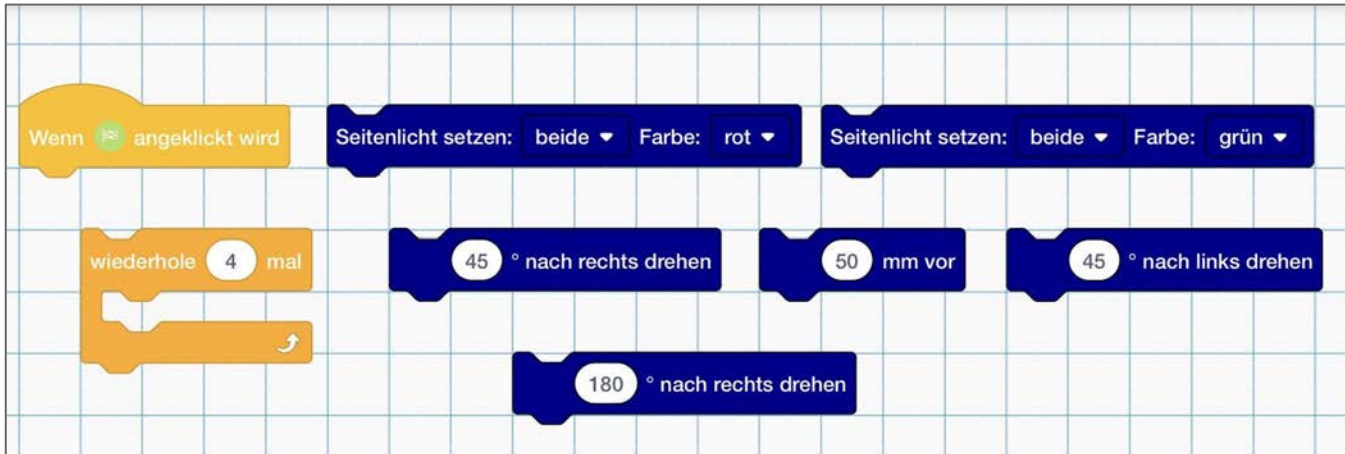 Wenn angeklickt wird
Seitenlicht setzen: beide Farbe: rot
Seitenlicht setzen: beide Farbe: grün
wiederhole 4 mal
45 ° nach rechts drehen
50 mm vor
45 ° nach links drehen
180 ° nach rechts drehen